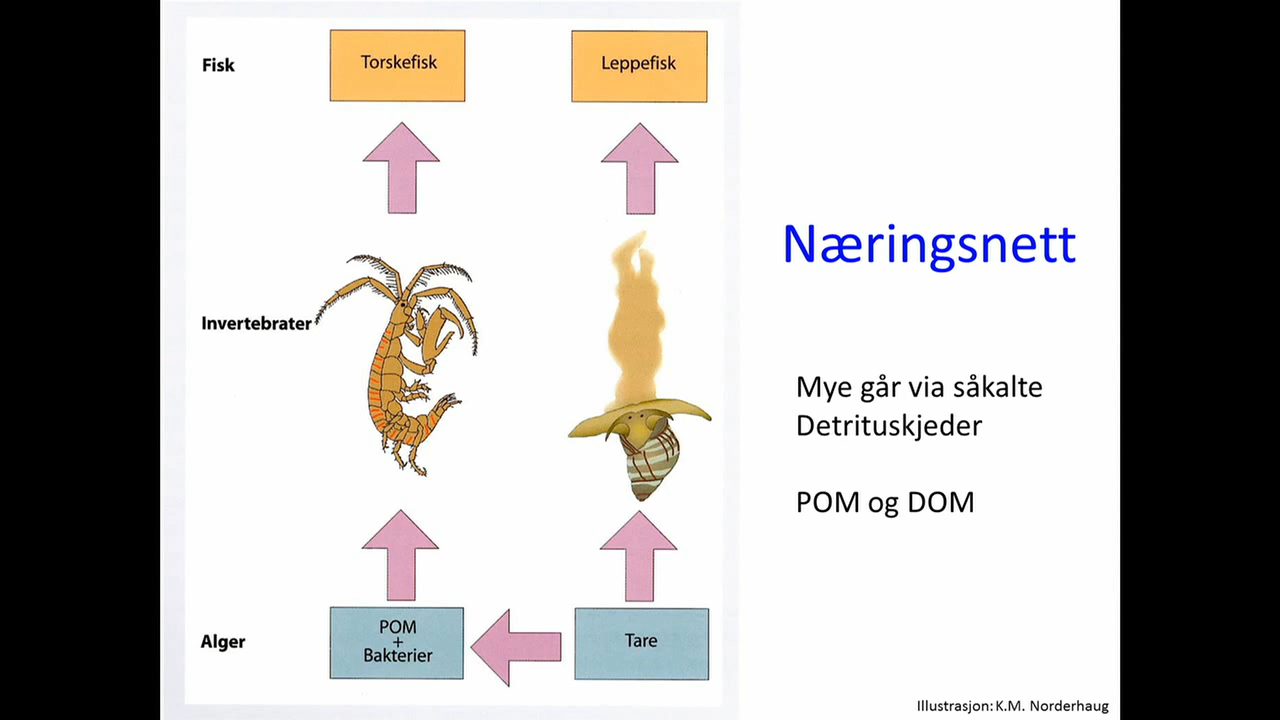 Fisk
Torskefisk
Leppefisk
Næringsnett
Invertebrater
Mye går via såkalte
Detrituskjeder
POM og DOM
Alger
POM
+
Bakterier
Tare
Illustrasjon: K.M. Norderhaug